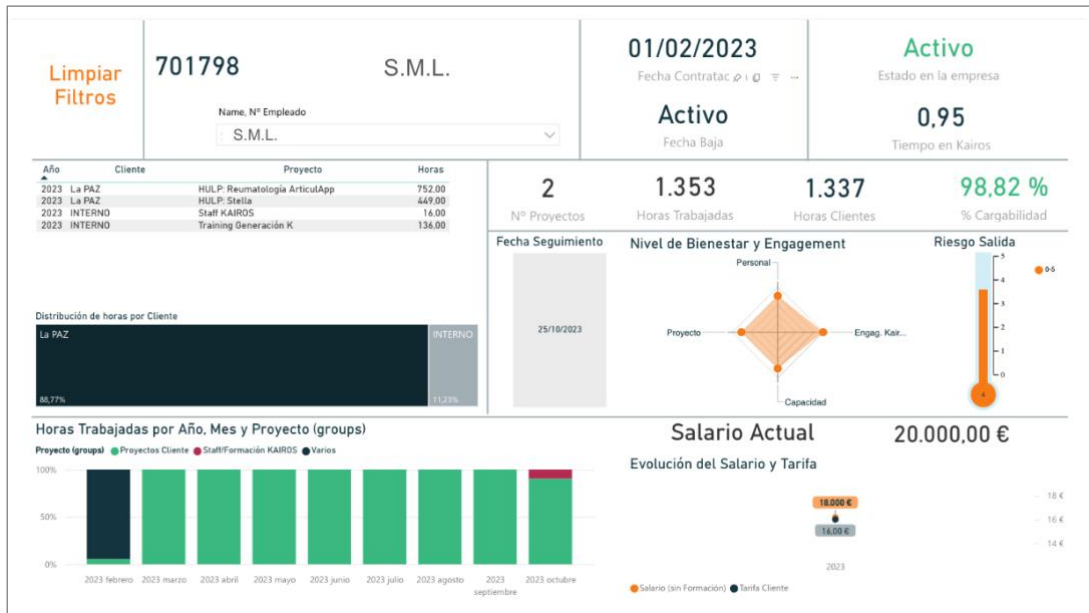 Limpiar
Filtros
701798
S.M.L.
Name, Nº Empleado
S.M.L.
01/02/2023
Fecha Contratac
Activo
Fecha Baja
Activo
Estado en la empresa
0,95
Tiempo en Kairos
Año Cliente Proyecto Horas
2023 La PAZ HULP: Reumatología ArticulApp 752,00
2023 La PAZ HULP: Stella 449,00
2023 INTERNO Staff KAIROS 16,00
2023 INTERNO Training Generación K 136,00
2
Nº Proyectos
1.353
Horas Trabajadas
1.337
Horas Clientes
98,82 %
% Cargabilidad
Distribución de horas por Cliente
La PAZ
88,77%
INTERNO
11,23%
Fecha Seguimiento
25/10/2023
Nivel de Bienestar y Engagement
Personal
Proyecto
Engag. Kair...
Capacidad
Riesgo Salida
5
4
3
2
1
0
4
0-5
Horas Trabajadas por Año, Mes y Proyecto (groups)
Proyecto (groups) Proyectos Cliente Staff/Formación KAIROS Varios
100%
50%
0%
2023 febrero 2023 marzo 2023 abril 2023 mayo 2023 junio 2023 julio 2023 agosto 2023 septiembre 2023 octubre
Salario Actual 20.000,00 €
Evolución del Salario y Tarifa
18.000 €
16,00 €
18 €
16 €
14 €
2023
Salario (sin Formación) Tarifa Cliente